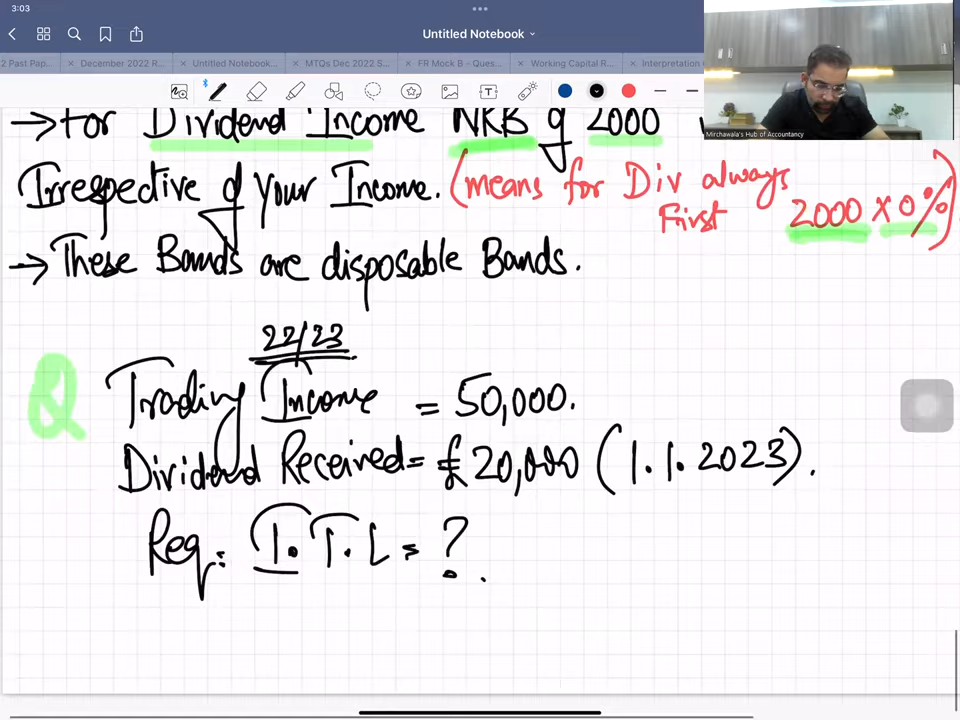 3:03
Untitled Notebook
2 Past Pap...
December 2022 R...
Untitled Notebook...
MTQs Dec 2022.S...
FR Mock B - Ques...
Working Capital R...
Interpretation
Mirchawala's Hub of Accountancy
→ For Dividend Income NRB of 2000
Irrespective of your Income. (means for Div always
First 2000 x 0%)
→ These Bands are disposable Bands.
22/23
Q Trading Income = 50,000.
Dividend Received = £20,000 (1.1.2023).
Req: I.T.L = ?